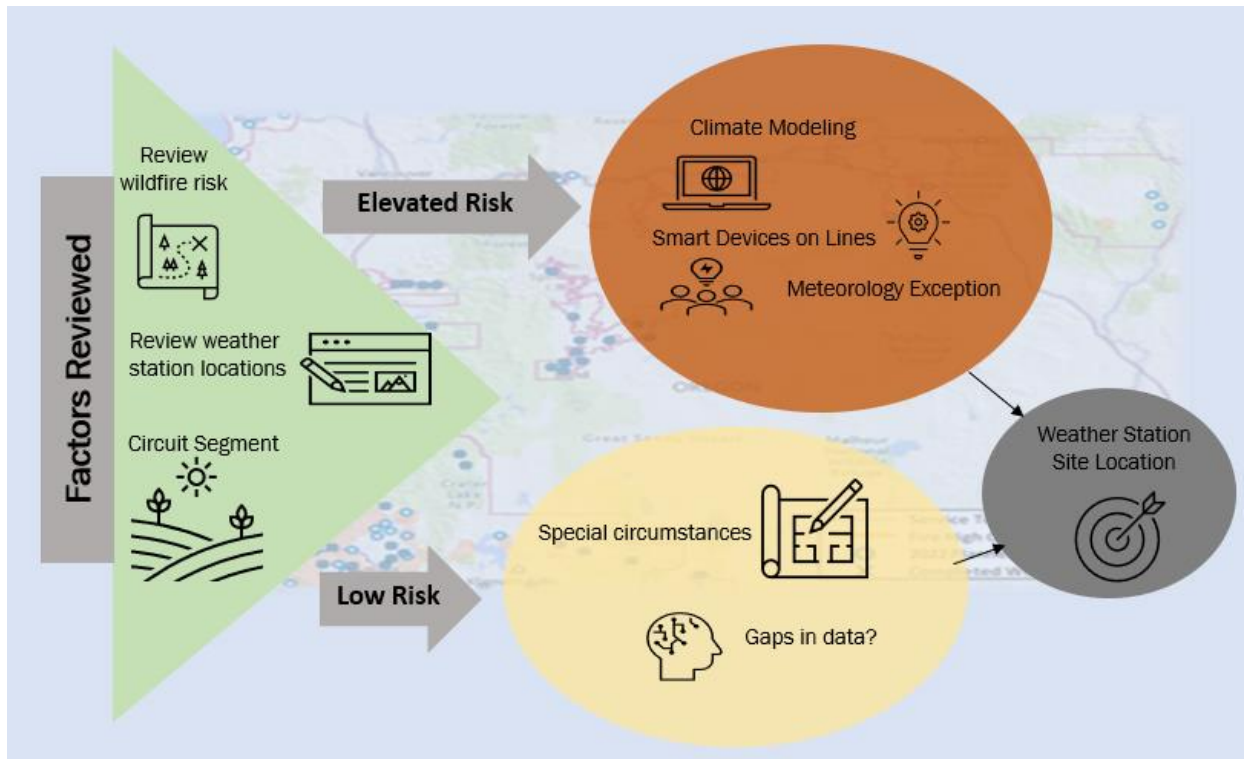 Factors Reviewed
Review
wildfire risk
Review weather
station locations
Circuit Segment
Elevated Risk
Low Risk
Climate Modeling
Smart Devices on Lines
Meteorology Exception
Special circumstances
Gaps in data?
Weather Station
Site Location
OREGON